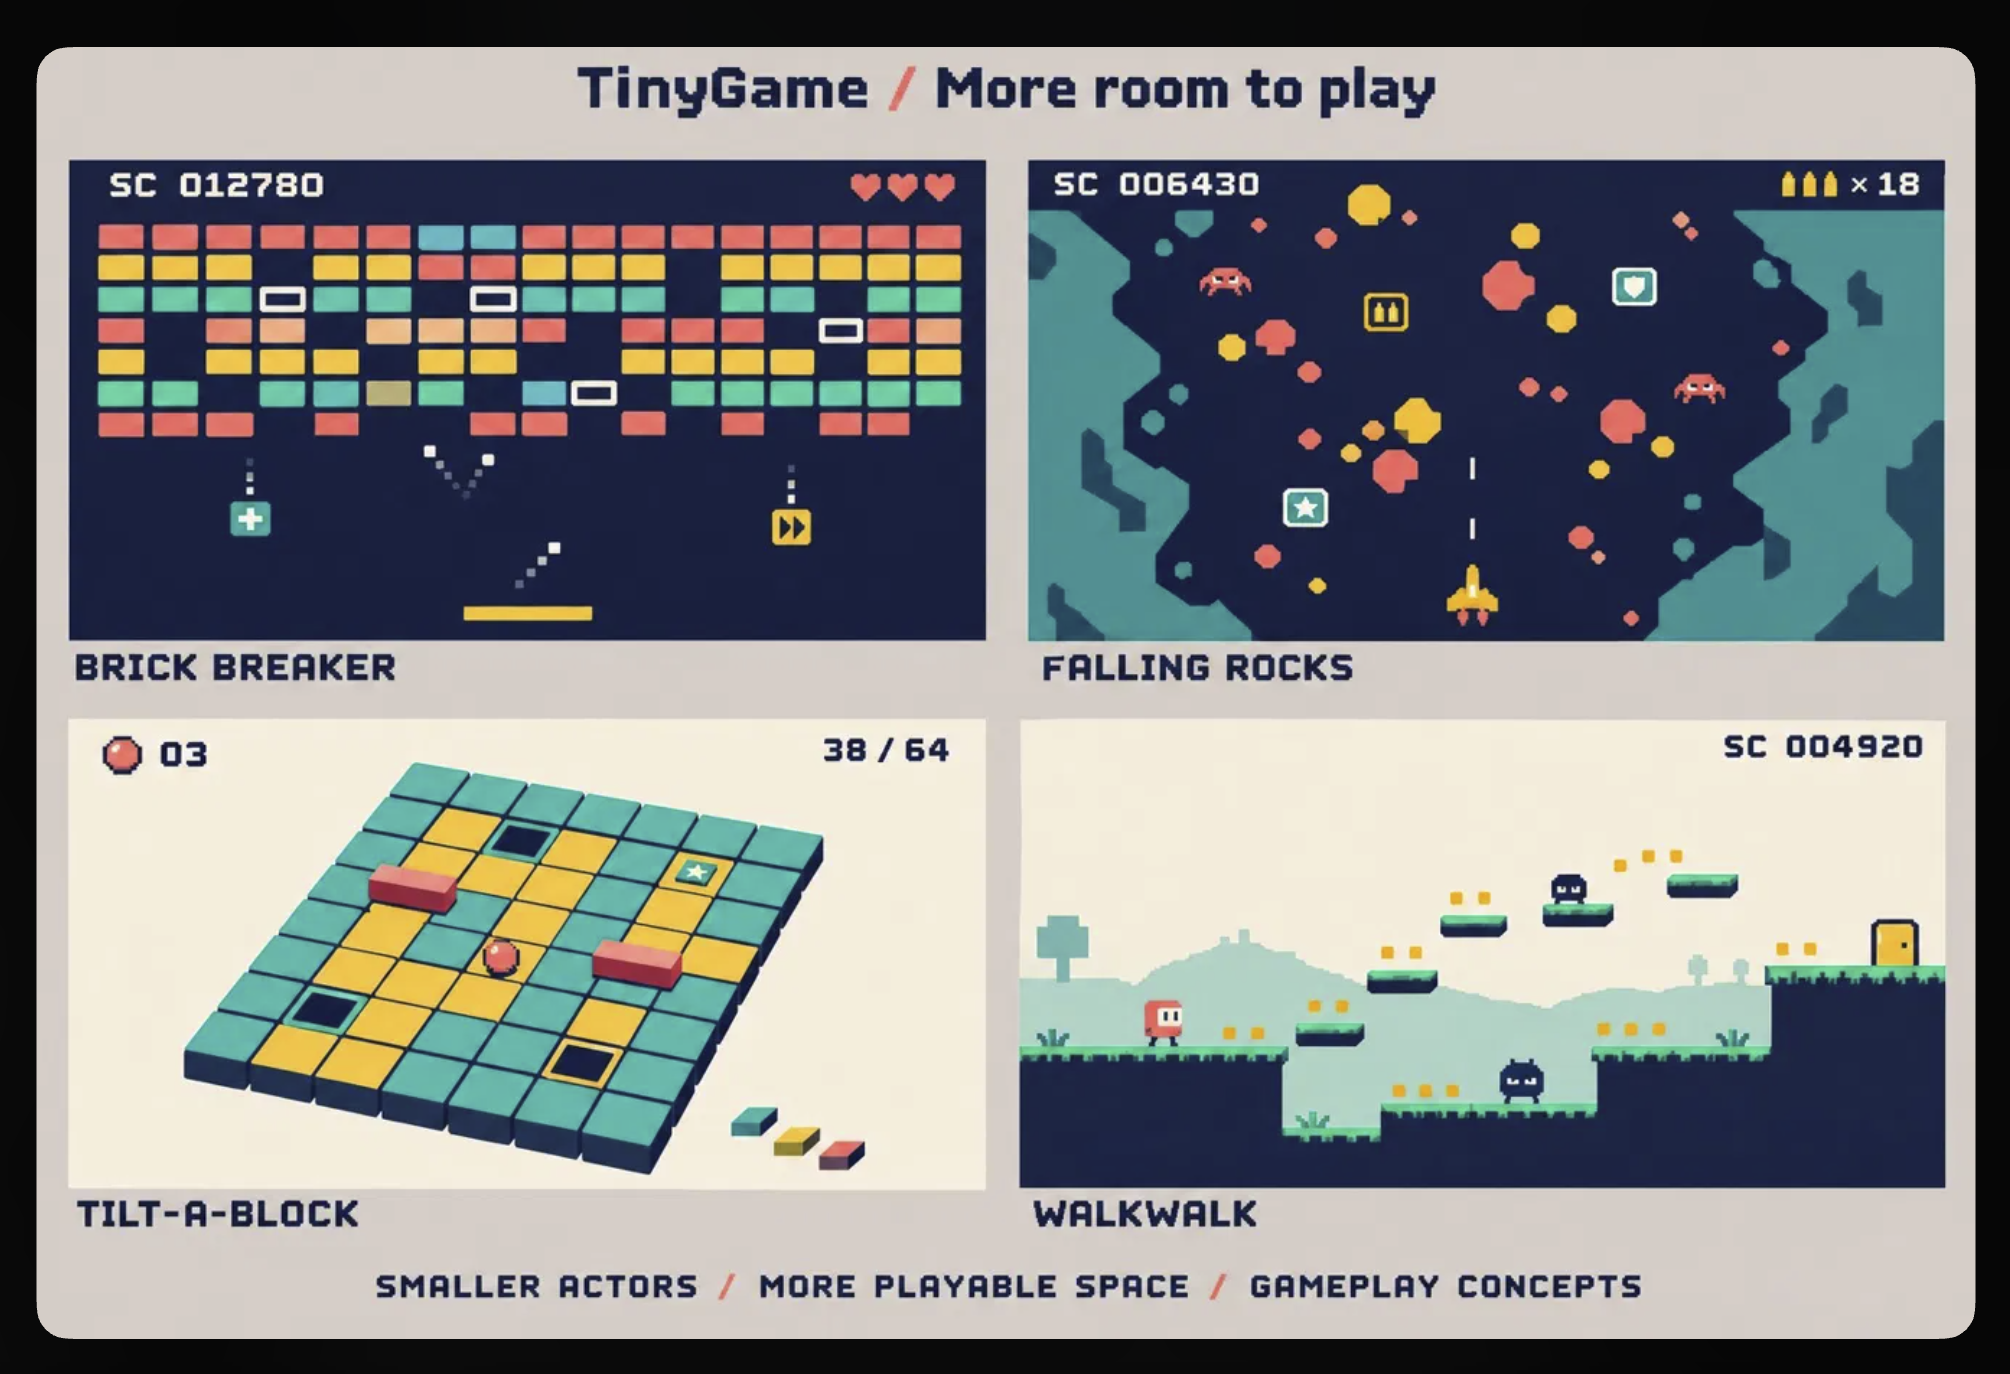 TinyGame / More room to play
SC 012780
SC 006430
× 18
BRICK BREAKER
FALLING ROCKS
03
38 / 64
SC 004920
TILT-A-BLOCK
WALKWALK
SMALLER ACTORS / MORE PLAYABLE SPACE / GAMEPLAY CONCEPTS